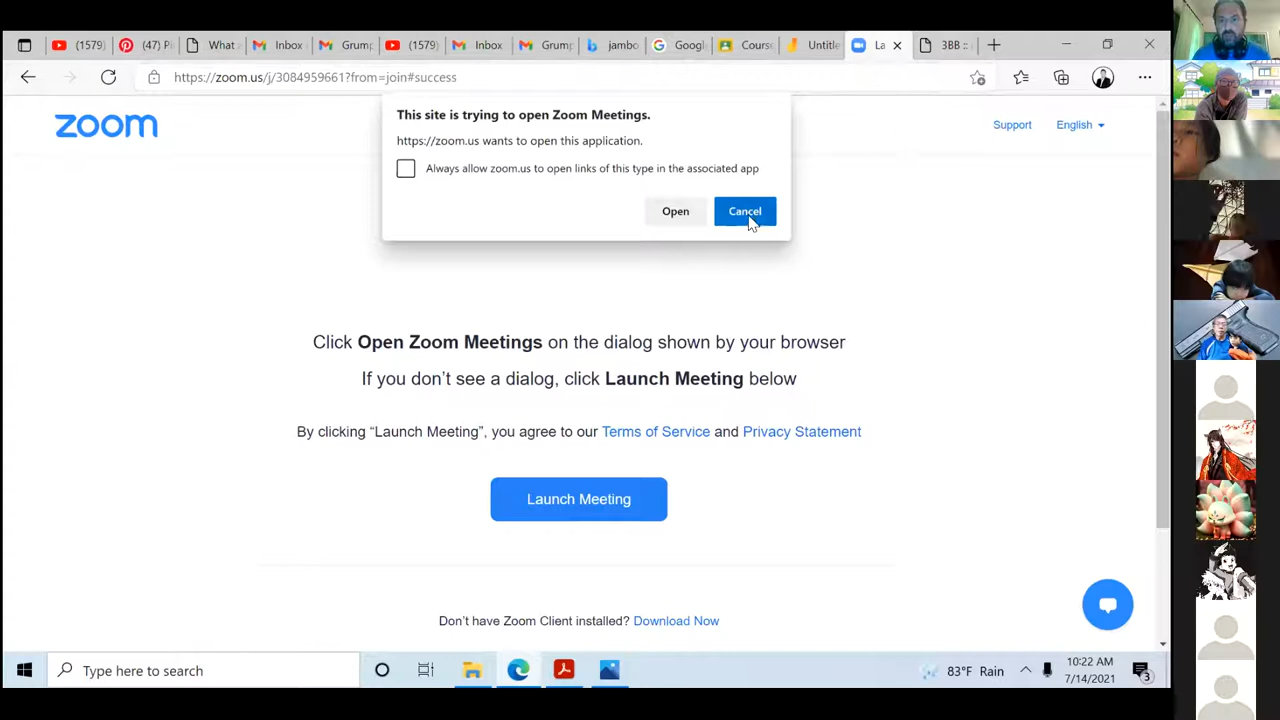 (1579)
(47) Pi
What
Inbox
Grump
(1579)
Inbox
Grump
jambo
Googl
Cours
Untitle
La
3BB ::
https://zoom.us/j/3084959661?from=join#success
zoom
Support
English
This site is trying to open Zoom Meetings.
https://zoom.us wants to open this application.
Always allow zoom.us to open links of this type in the associated app
Open
Cancel
Click Open Zoom Meetings on the dialog shown by your browser
If you don't see a dialog, click Launch Meeting below
By clicking “Launch Meeting”, you agree to our Terms of Service and Privacy Statement
Launch Meeting
Don't have Zoom Client installed? Download Now
Type here to search
83°F Rain
10:22 AM
7/14/2021
3